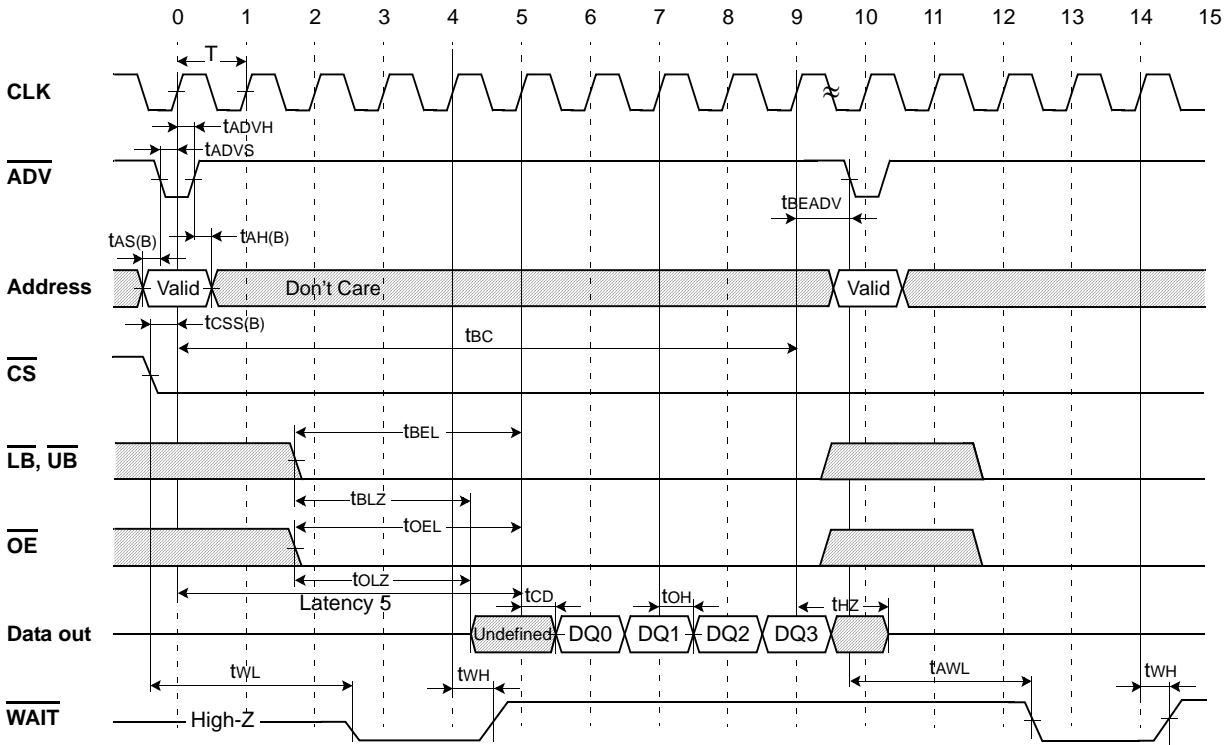 0 1 2 3 4 5 6 7 8 9 10 11 12 13 14 15
T
CLK
tADVH
tADVS
ADV
tBEADV
tAS(B)
tAH(B)
Address
Valid
Don't Care
Valid
tCSS(B)
tBC
CS
tBEL
LB, UB
tBLZ
tOEL
OE
tOLZ
Latency 5
tCD
tOH
tHZ
Data out
Undefined DQ0 DQ1 DQ2 DQ3
tWL
tWH
tAWL
tWH
WAIT
High-Z